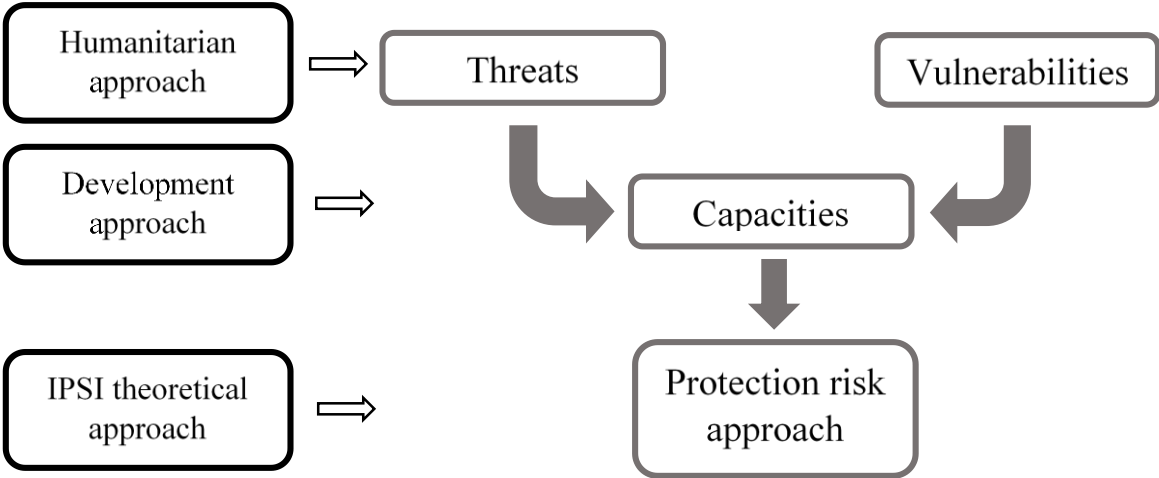 Humanitarian
approach
Threats
Vulnerabilities
Development
approach
Capacities
IPSI theoretical
approach
Protection risk
approach